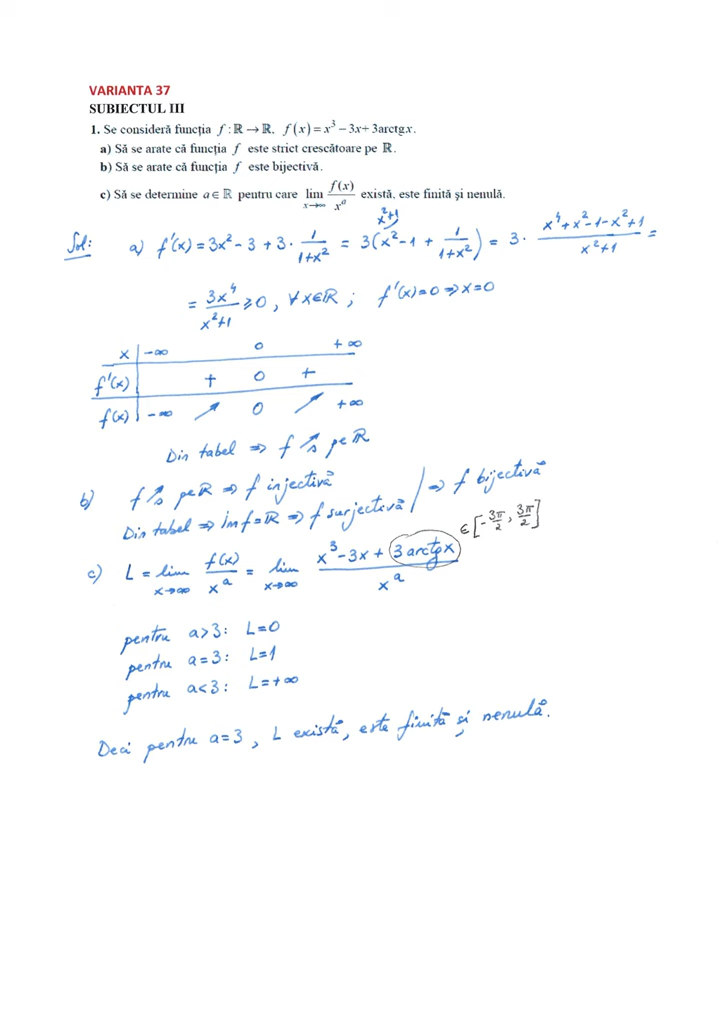 VARIANTA 37
SUBIECTUL III
1. Se consideră funcția f : ℝ → ℝ, f(x) = x³ − 3x + 3arctgx.
a) Să se arate că funcția f este strict crescătoare pe ℝ.
b) Să se arate că funcția f este bijectivă.
c) Să se determine a ∈ ℝ pentru care lim_{x→∞} f(x)/x^a există, este finită și nenulă.
Sol: a) f'(x) = 3x² − 3 + 3 · 1/(1+x²) = 3(x² − 1 + 1/(1+x²)) = 3 · (x⁴ + x² − 1 − x² + 1)/(x² + 1) =
x²+1)
= 3x⁴/(x²+1) ≥ 0, ∀ x ∈ ℝ ; f'(x) = 0 ⇒ x = 0
x | −∞ 0 +∞
f'(x) | + 0 +
f(x) | −∞ ↗ 0 ↗ +∞
Din tabel ⇒ f ↗s pe ℝ
b) f ↗s pe ℝ ⇒ f injectivă
Din tabel ⇒ Im f = ℝ ⇒ f surjectivă | ⇒ f bijectivă
c) L = lim_{x→∞} f(x)/x^a = lim_{x→∞} (x³ − 3x + 3 arctg x)/x^a ∈ [−3π/2, 3π/2]
pentru a > 3 : L = 0
pentru a = 3 : L = 1
pentru a < 3 : L = +∞
Deci pentru a = 3, L există, este finită și nenulă.